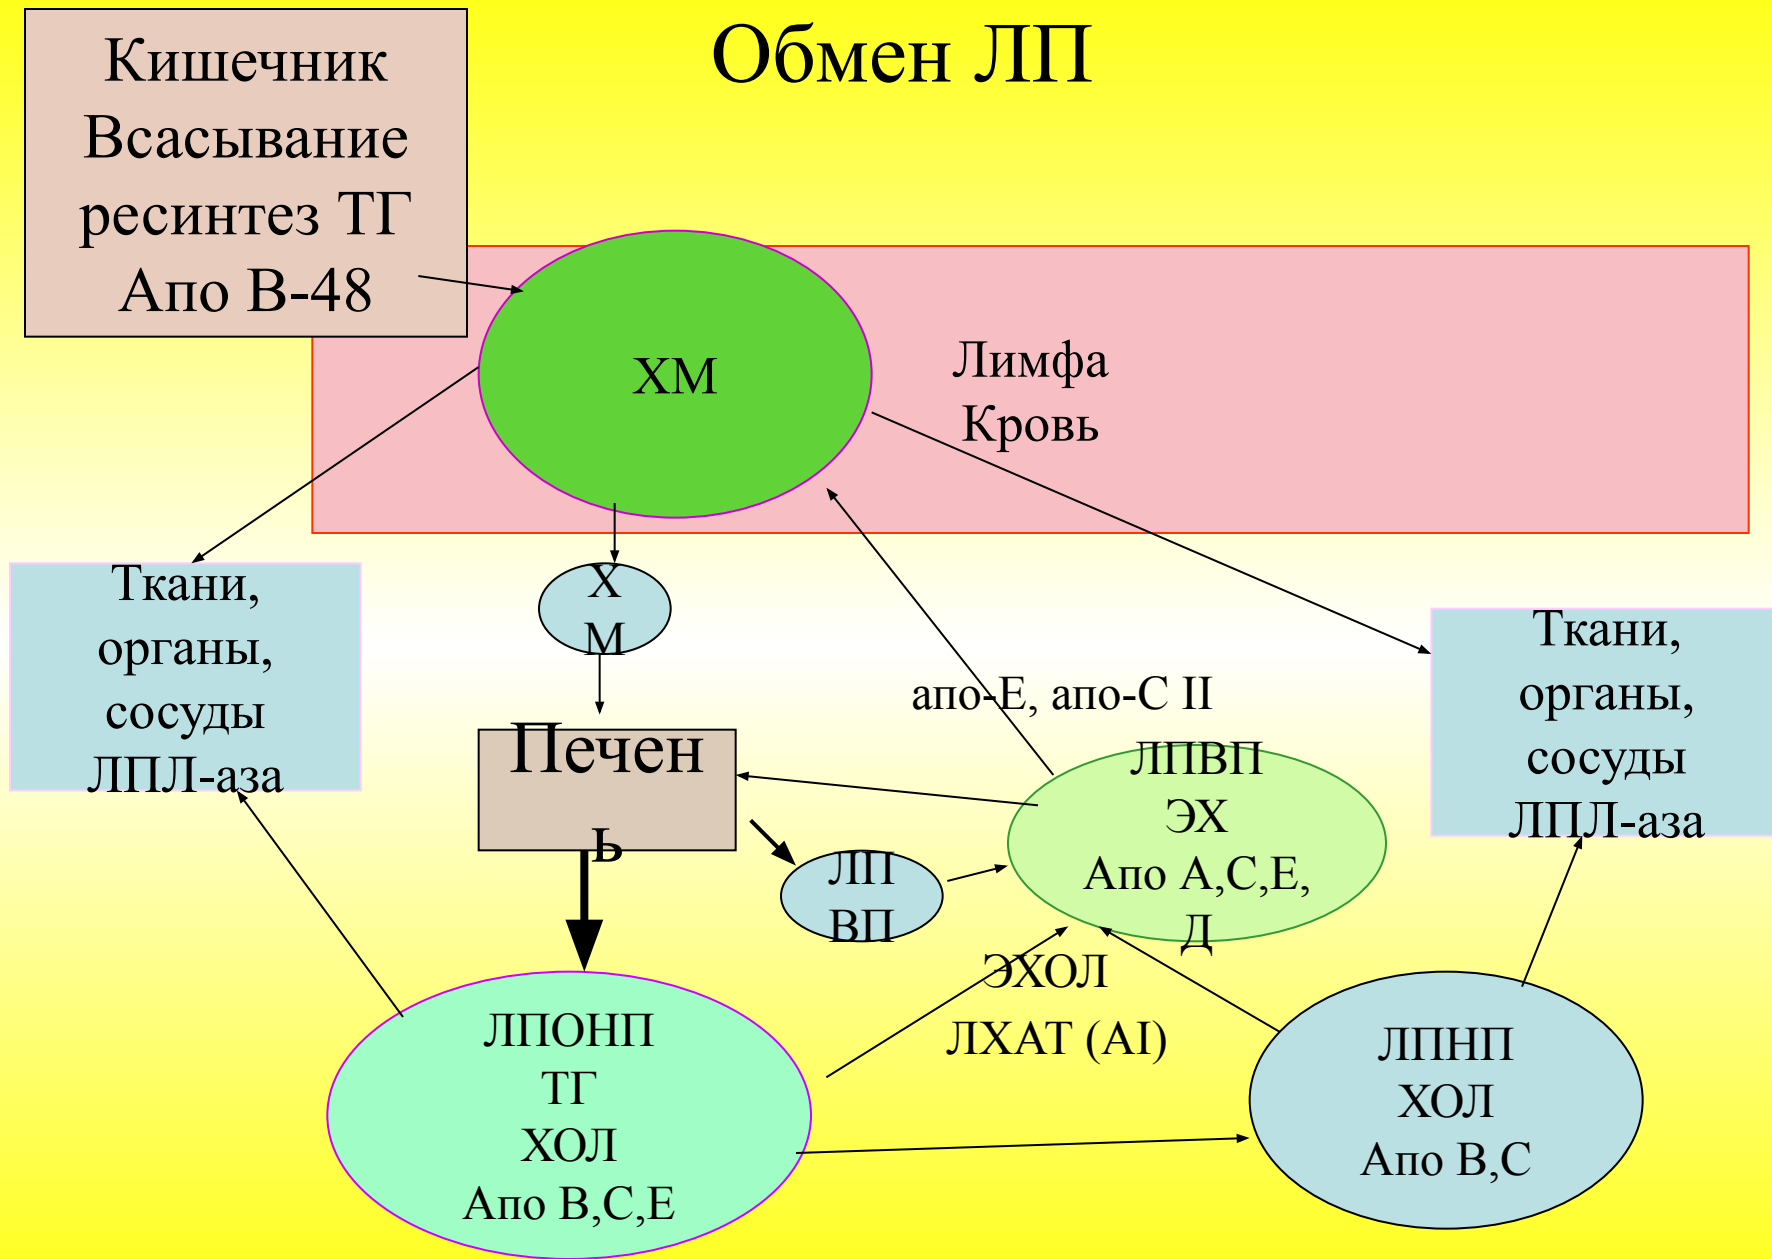 Обмен ЛП
Кишечник
Всасывание
ресинтез ТГ
Апо В-48
ХМ
Лимфа
Кровь
Ткани,
органы,
сосуды
ЛПЛ-аза
Х
М
Ткани,
органы,
сосуды
ЛПЛ-аза
апо-Е, апо-С II
Печен
ь
ЛПВП
ЭХ
Апо А,С,Е,
Д
ЛП
ВП
ЭХОЛ
ЛХАТ (АI)
ЛПОНП
ТГ
ХОЛ
Апо В,С,Е
ЛПНП
ХОЛ
Апо В,С